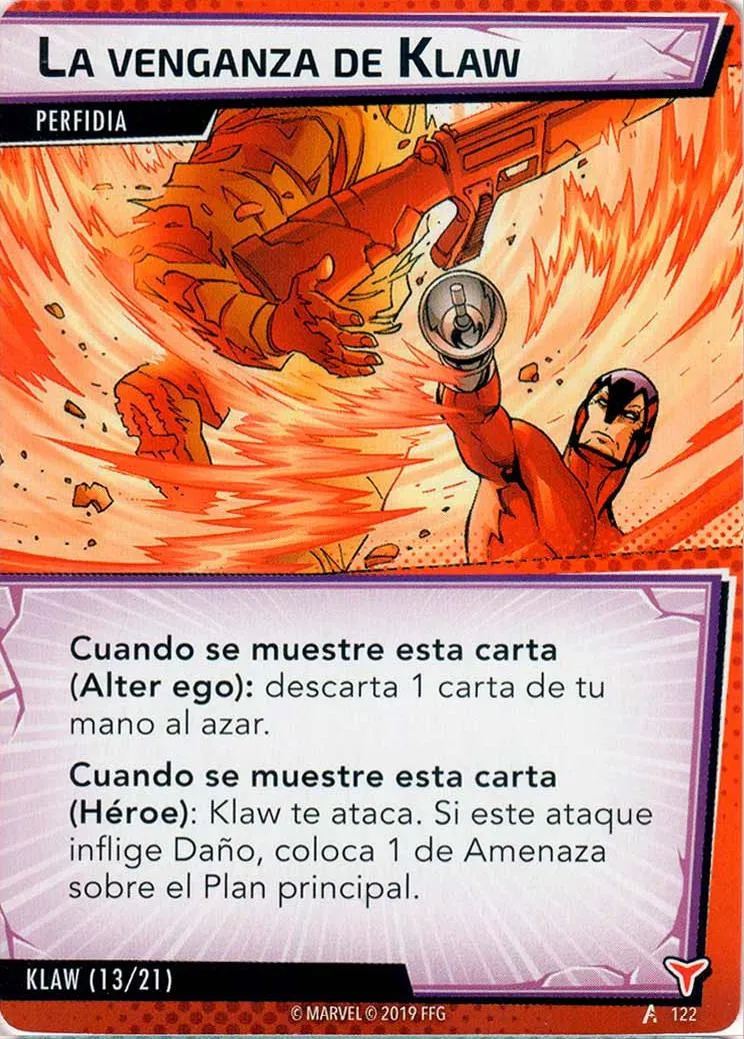 La venganza de Klaw
PERFIDIA
Cuando se muestre esta carta
(Alter ego): descarta 1 carta de tu
mano al azar.
Cuando se muestre esta carta
(Héroe): Klaw te ataca. Si este ataque
inflige Daño, coloca 1 de Amenaza
sobre el Plan principal.
KLAW (13/21)
© MARVEL © 2019 FFG
122